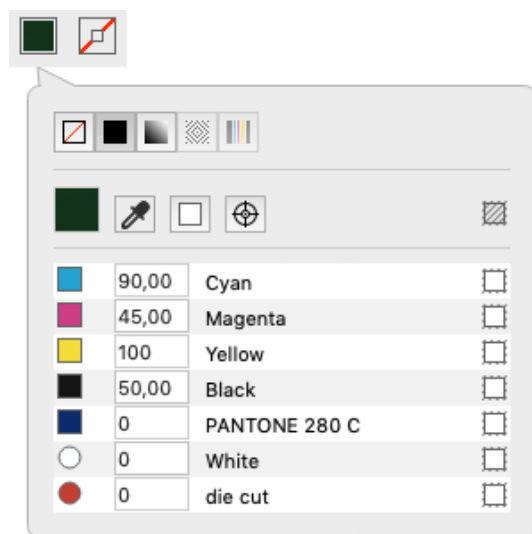 90,00 Cyan
45,00 Magenta
100 Yellow
50,00 Black
0 PANTONE 280 C
0 White
0 die cut